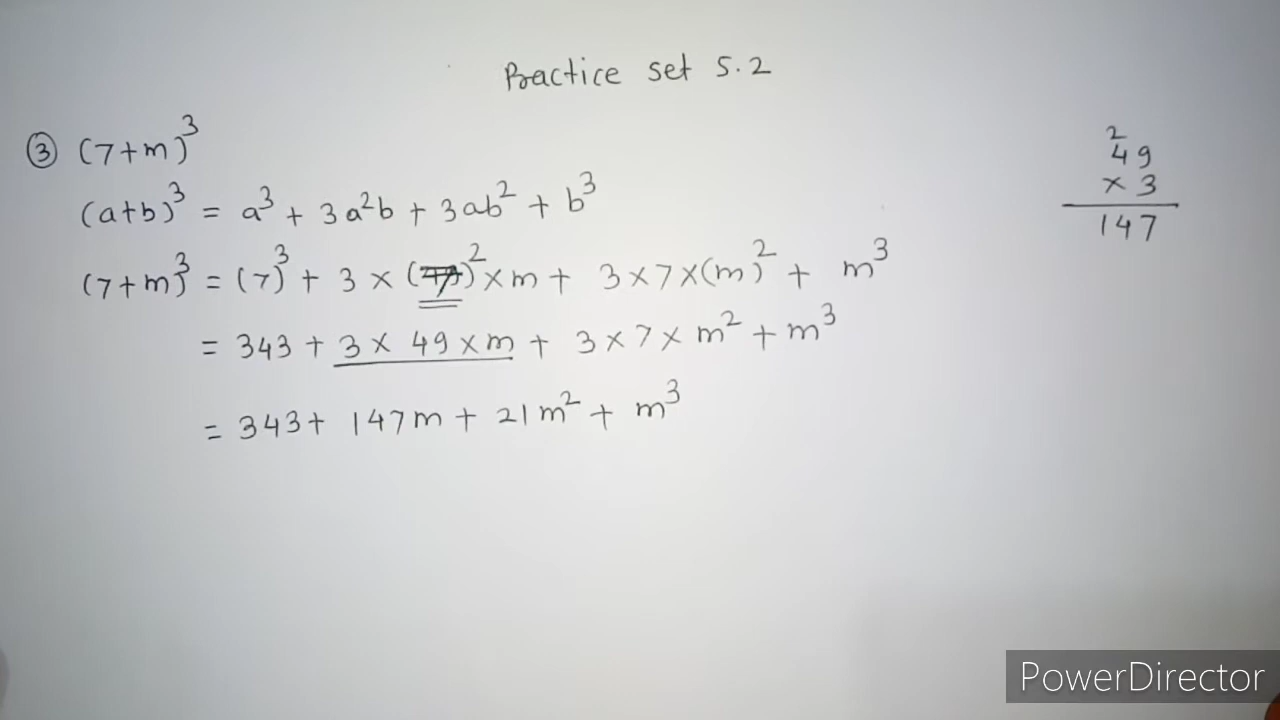 Practice set 5.2
③ (7+m)³
(a+b)³ = a³ + 3a²b + 3ab² + b³
(7+m)³ = (7)³ + 3 × (7)² × m + 3×7×(m)² + m³
= 343 + 3 × 49 × m + 3×7× m² + m³
= 343 + 147m + 21m² + m³
2
49
× 3
147
PowerDirector